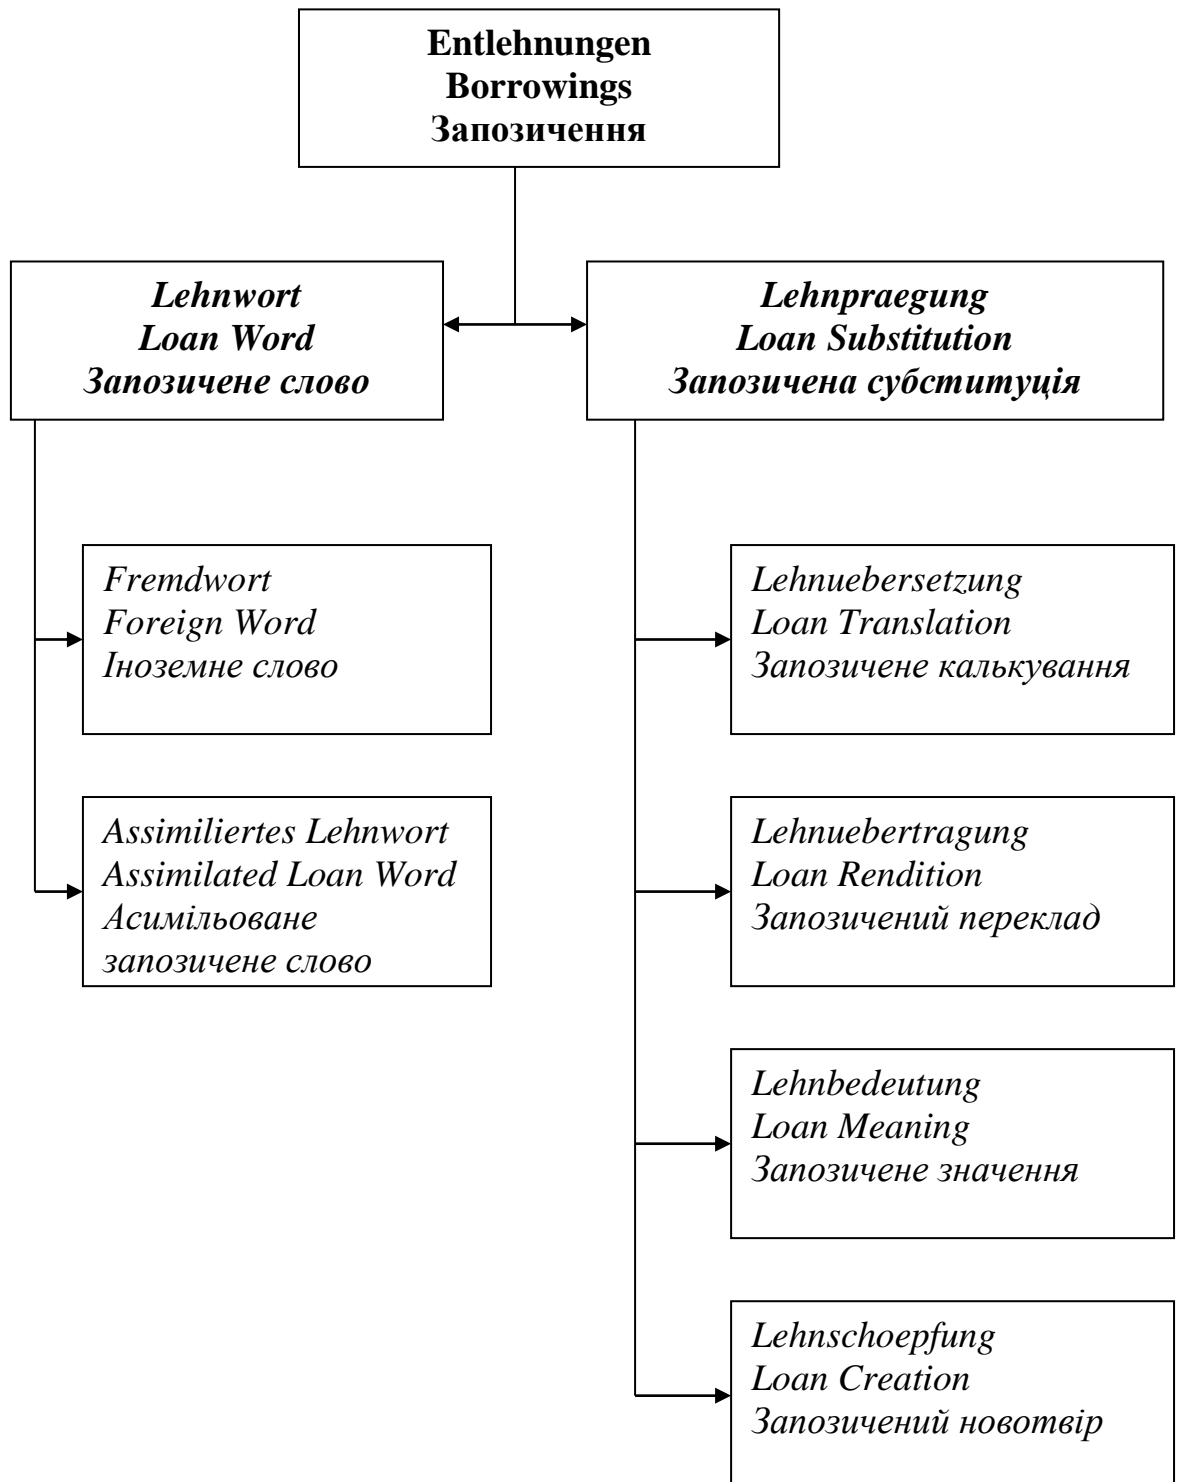 Entlehnungen
Borrowings
Запозичення
Lehnwort
Loan Word
Запозичене слово
Lehnpraegung
Loan Substitution
Запозичена субституція
Fremdwort
Foreign Word
Іноземне слово
Assimiliertes Lehnwort
Assimilated Loan Word
Асимільоване
запозичене слово
Lehnuebersetzung
Loan Translation
Запозичене калькування
Lehnuebertragung
Loan Rendition
Запозичений переклад
Lehnbedeutung
Loan Meaning
Запозичене значення
Lehnschoepfung
Loan Creation
Запозичений новотвір